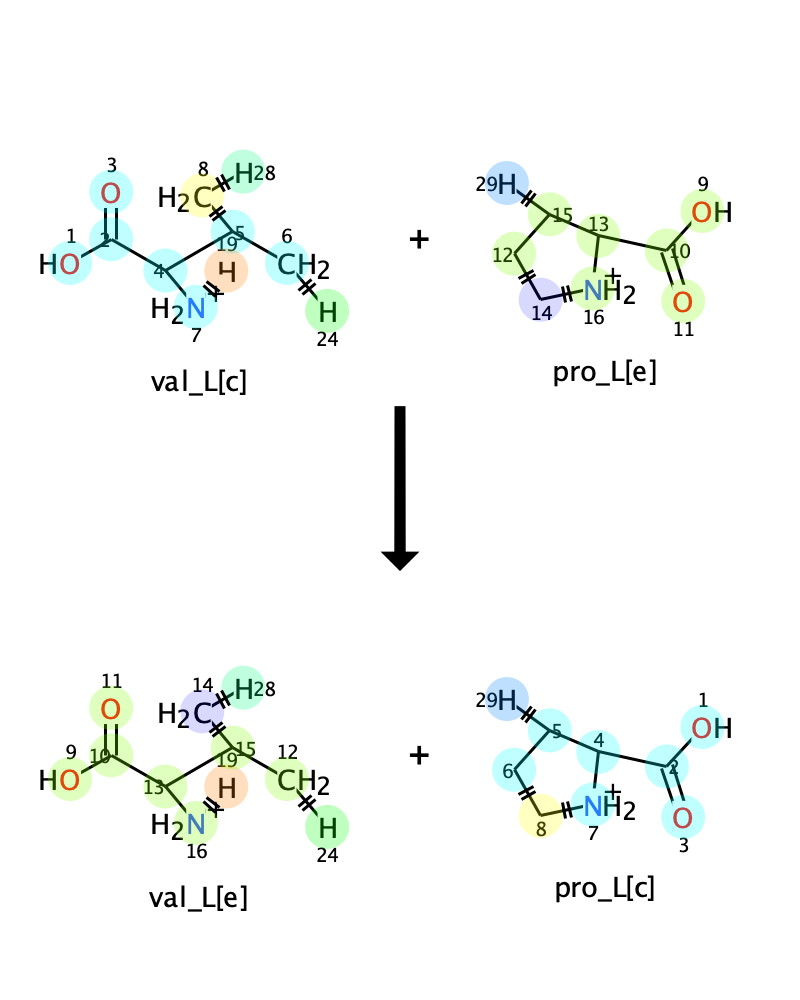 3 8 H28 29H 9
O H2C 15 13 OH
1 2 5 6 + 12 10
HO 4 19 H CH2 + O
H2N + H NH2 11
7 24 14 16
val_L[c] pro_L[e]
11 14 H28 29H 1
O H2C 5 4 OH
9 10 15 12 + 6 2
HO 13 19 H CH2 + O
H2N + H NH2 3
16 24 8 7
val_L[e] pro_L[c]